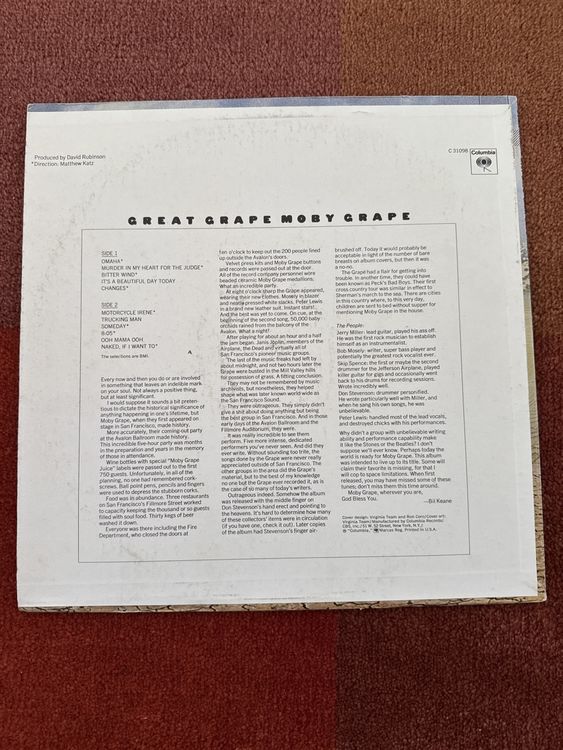 Produced by David Rubinson
*Direction: Matthew Katz
C 31098
Columbia
GREAT GRAPE MOBY GRAPE
SIDE 1
OMAHA*
MURDER IN MY HEART FOR THE JUDGE*
BITTER WIND*
IT'S A BEAUTIFUL DAY TODAY
CHANGES*
SIDE 2
MOTORCYCLE IRENE*
TRUCKING MAN
SOMEDAY*
8:05*
OOH MAMA OOH
NAKED, IF I WANT TO*
The selections are BMI.
Every now and then you do or are involved
in something that leaves an indelible mark
on your soul. Not always a positive thing,
but at least significant.
I would suppose it sounds a bit preten-
tious to dictate the historical significance of
anything happening in one's lifetime, but
Moby Grape, when they first appeared on
stage in San Francisco, made history.
More accurately, their coming-out party
at the Avalon Ballroom made history.
This incredible five-hour party was months
in the preparation and years in the memory
of those in attendance.
Wine bottles with special "Moby Grape
Juice" labels were passed out to the first
750 guests. Unfortunately, in all of the
planning, no one had remembered cork-
screws. Ball point pens, pencils and fingers
were used to depress the stubborn corks.
Food was in abundance. Three restaurants
on San Francisco's Fillmore Street worked
to capacity keeping the thousand or so guests
filled with soul food. Thirty kegs of beer
washed it down.
Everyone was there including the Fire
Department, who closed the doors at
ten o'clock to keep out the 200 people lined
up outside the Avalon's doors.
Velvet press kits and Moby Grape buttons
and records were passed out at the door.
All of the record company personnel wore
beaded ethnic Moby Grape medallions.
What an incredible party.
At eight o'clock sharp the Grape appeared,
wearing their new clothes. Mosely in blazer
and neatly pressed white slacks. Peter Lewis
in a brand new leather suit. Instant stars!
And the best was yet to come. On cue, at the
beginning of the second song, 50,000 baby
orchids rained from the balcony of the
Avalon. What a night!
After playing for about an hour and a half
the jam began. Janis Joplin, members of the
Airplane, the Dead and virtually all of
San Francisco's pioneer music groups.
The last of the music freaks had left by
about midnight, and not two hours later the
Grape were busted in the Mill Valley hills
for possession of grass. A fitting conclusion.
They may not be remembered by music
archivists, but nonetheless, they helped
shape what was later known world wide as
the San Francisco Sound.
They were outrageous. They simply didn't
give a shit about doing anything but being
the best group in San Francisco. And in those
early days of the Avalon Ballroom and the
Fillmore Auditorium, they were.
It was really incredible to see them
perform. Five more intense, dedicated
performers you've never seen. And did they
ever write. Without sounding too trite, the
songs done by the Grape were never really
appreciated outside of San Francisco. The
other groups in the area did the Grape's
material, but to the best of my knowledge
no one but the Grape ever recorded it, as is
the case of so many of today's writers.
Outrageous indeed. Somehow the album
was released with the middle finger on
Don Stevenson's hand erect and pointing to
the heavens. It's hard to determine how many
of these collectors' items were in circulation
(if you have one, check it out). Later copies
of the album had Stevenson's finger air-
brushed off. Today it would probably be
acceptable in light of the number of bare
breasts on album covers, but then it was
a no-no.
The Grape had a flair for getting into
trouble. In another time, they could have
been known as Peck's Bad Boys. Their first
cross country tour was similar in effect to
Sherman's march to the sea. There are cities
in this country where, to this very day,
children are sent to bed without supper for
mentioning Moby Grape in the house.
The People:
Jerry Miller: lead guitar, played his ass off.
He was the first rock musician to establish
himself as an instrumentalist.
Bob Mosely: writer, super bass player and
potentially the greatest rock vocalist ever.
Skip Spence: the first or maybe the second
drummer for the Jefferson Airplane, played
killer guitar for gigs and occasionally went
back to his drums for recording sessions.
Wrote incredibly well.
Don Stevenson: drummer personified.
He wrote particularly well with Miller, and
when he sang his own songs, he was
unbelievable.
Peter Lewis: handled most of the lead vocals,
and destroyed chicks with his performances.
Why didn't a group with unbelievable writing
ability and performance capability make
it like the Stones or the Beatles? I don't
suppose we'll ever know. Perhaps today the
world is ready for Moby Grape. This album
was intended to live up to its title. Some will
claim their favorite is missing, for that I
will cop to space limitations. When first
released, you may have missed some of these
tunes, don't miss them this time around.
Moby Grape, wherever you are,
God Bless You.
—Bill Keane
Cover design: Virginia Team and Ron Coro/Cover art:
Virginia Team/Manufactured by Columbia Records/
CBS, Inc./51 W. 52 Street, New York, N.Y./
® "Columbia," Marcas Reg. Printed in U.S.A.